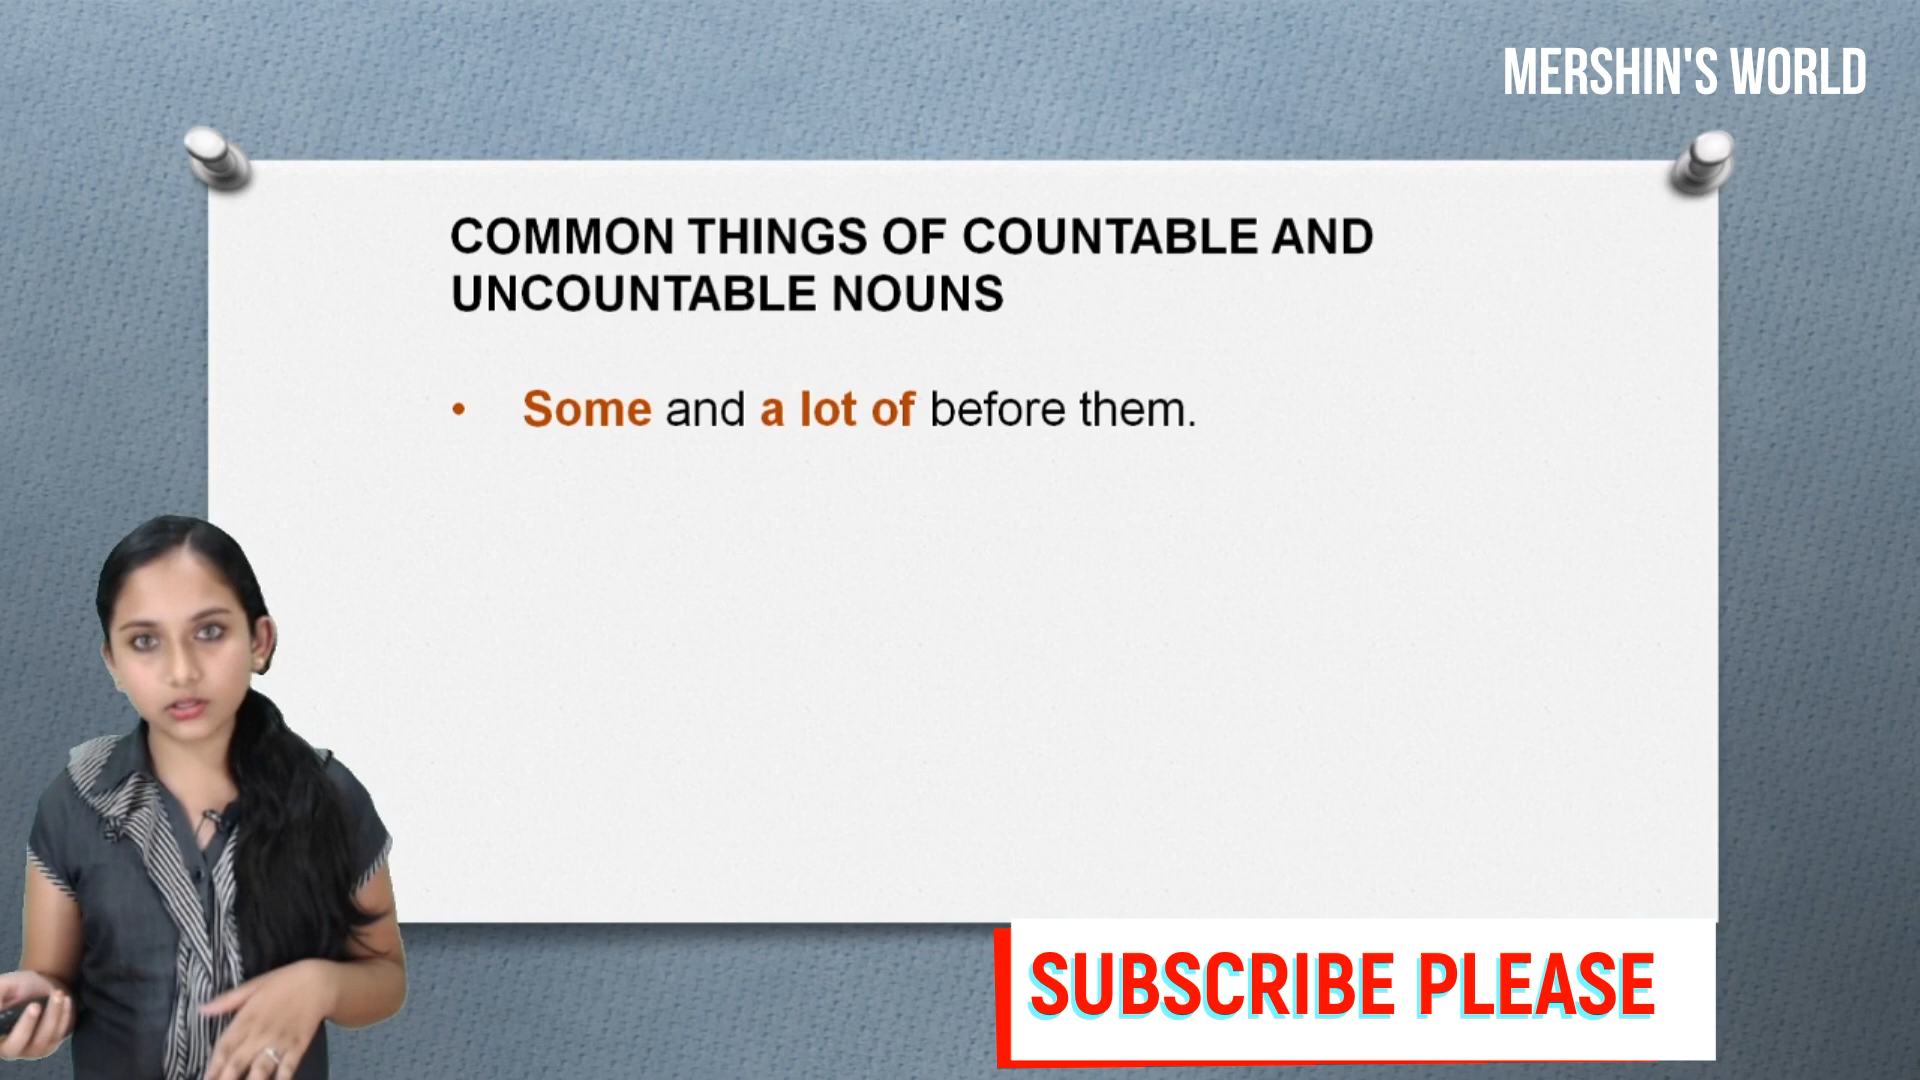 MERSHIN'S WORLD
COMMON THINGS OF COUNTABLE AND
UNCOUNTABLE NOUNS
• Some and a lot of before them.
SUBSCRIBE PLEASE